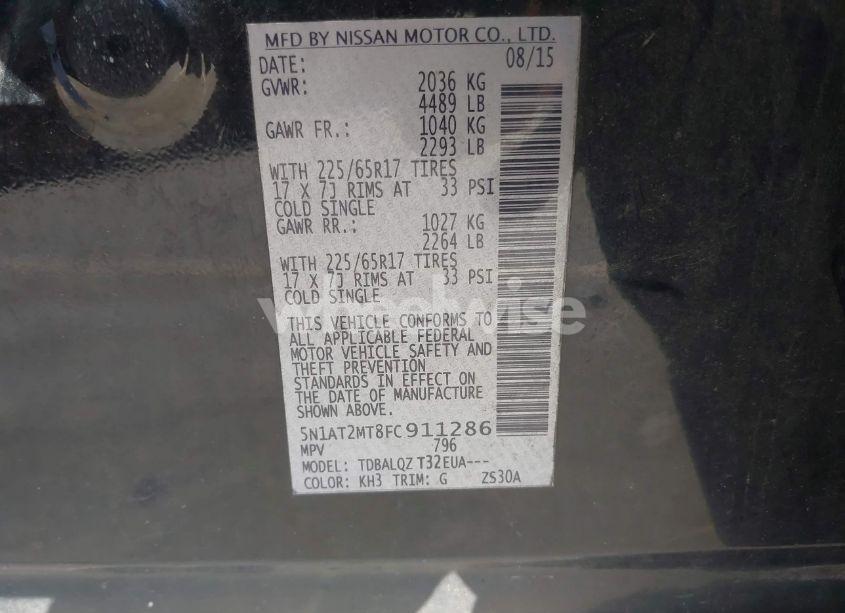 MFD BY NISSAN MOTOR CO., LTD.
DATE: 08/15
GVWR: 2036 KG
4489 LB
GAWR FR.: 1040 KG
2293 LB
WITH 225/65R17 TIRES
17 X 7J RIMS AT 33 PSI
COLD SINGLE
GAWR RR.: 1027 KG
2264 LB
WITH 225/65R17 TIRES
17 X 7J RIMS AT 33 PSI
COLD SINGLE
wheelwise
THIS VEHICLE CONFORMS TO
ALL APPLICABLE FEDERAL
MOTOR VEHICLE SAFETY AND
THEFT PREVENTION
STANDARDS IN EFFECT ON
THE DATE OF MANUFACTURE
SHOWN ABOVE.
5N1AT2MT8FC911286
MPV 796
MODEL: TDBALQZ T32EUA---
COLOR: KH3 TRIM: G ZS30A